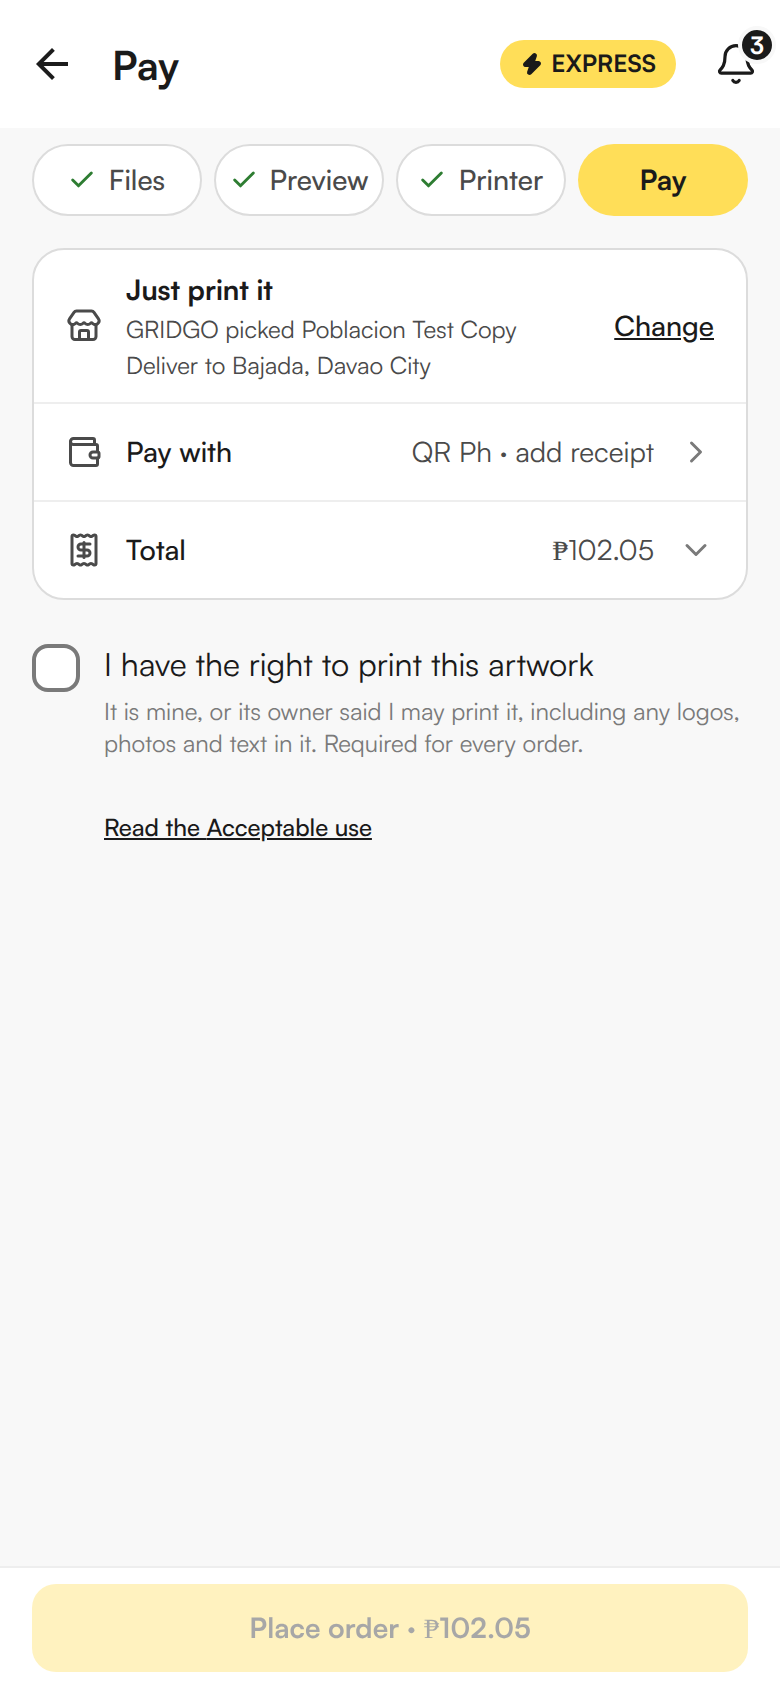 Pay
EXPRESS
3
Files
Preview
Printer
Pay
Just print it
GRIDGO picked Poblacion Test Copy
Deliver to Bajada, Davao City
Change
Pay with
QR Ph • add receipt
Total
₱102.05
I have the right to print this artwork
It is mine, or its owner said I may print it, including any logos,
photos and text in it. Required for every order.
Read the Acceptable use
Place order • ₱102.05